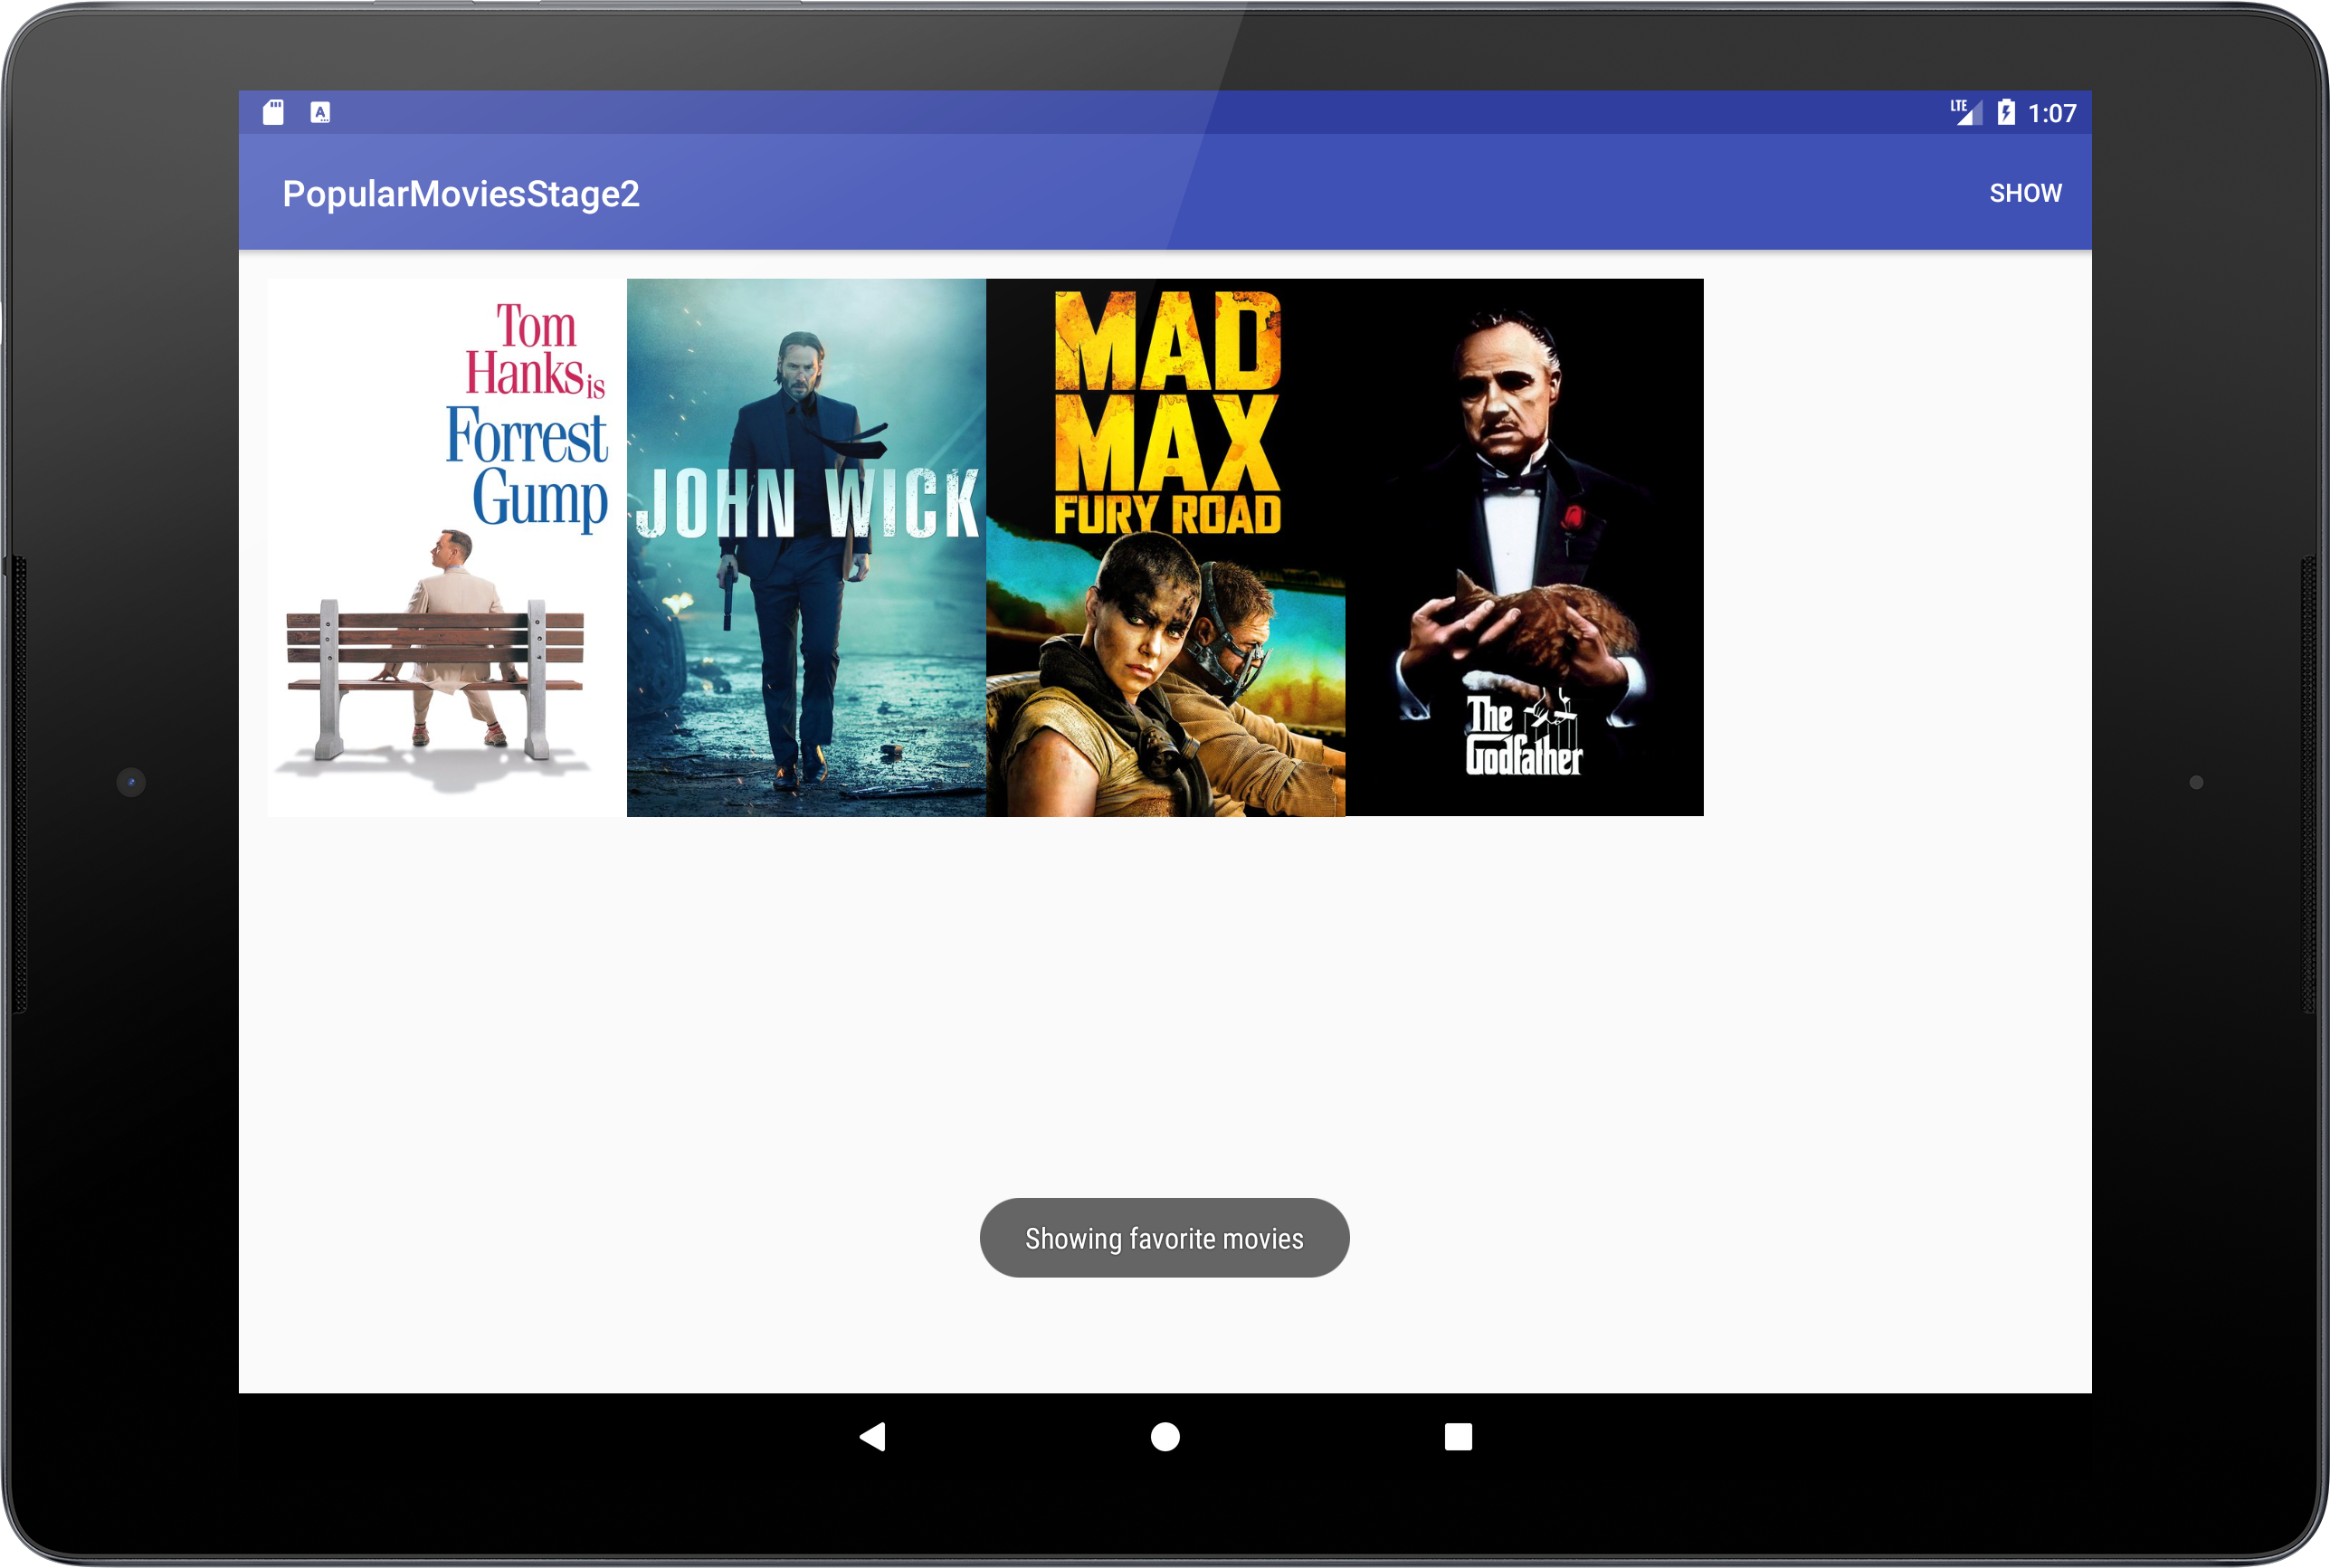 LTE
1:07
PopularMoviesStage2
SHOW
Tom
Hanks is
Forrest
Gump
JOHN WICK
MAD
MAX
FURY ROAD
The
Godfather
Showing favorite movies